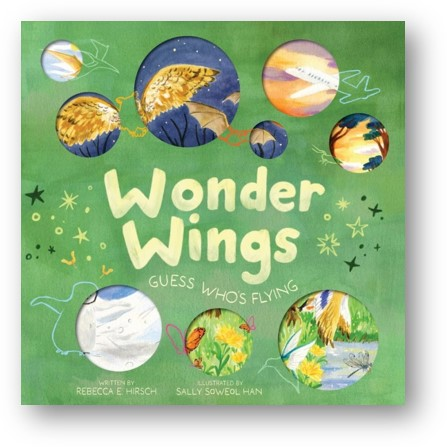 Wonder
Wings
GUESS WHO'S FLYING
WRITTEN BY
REBECCA E. HIRSCH
ILLUSTRATED BY
SALLY SOWEOL HAN